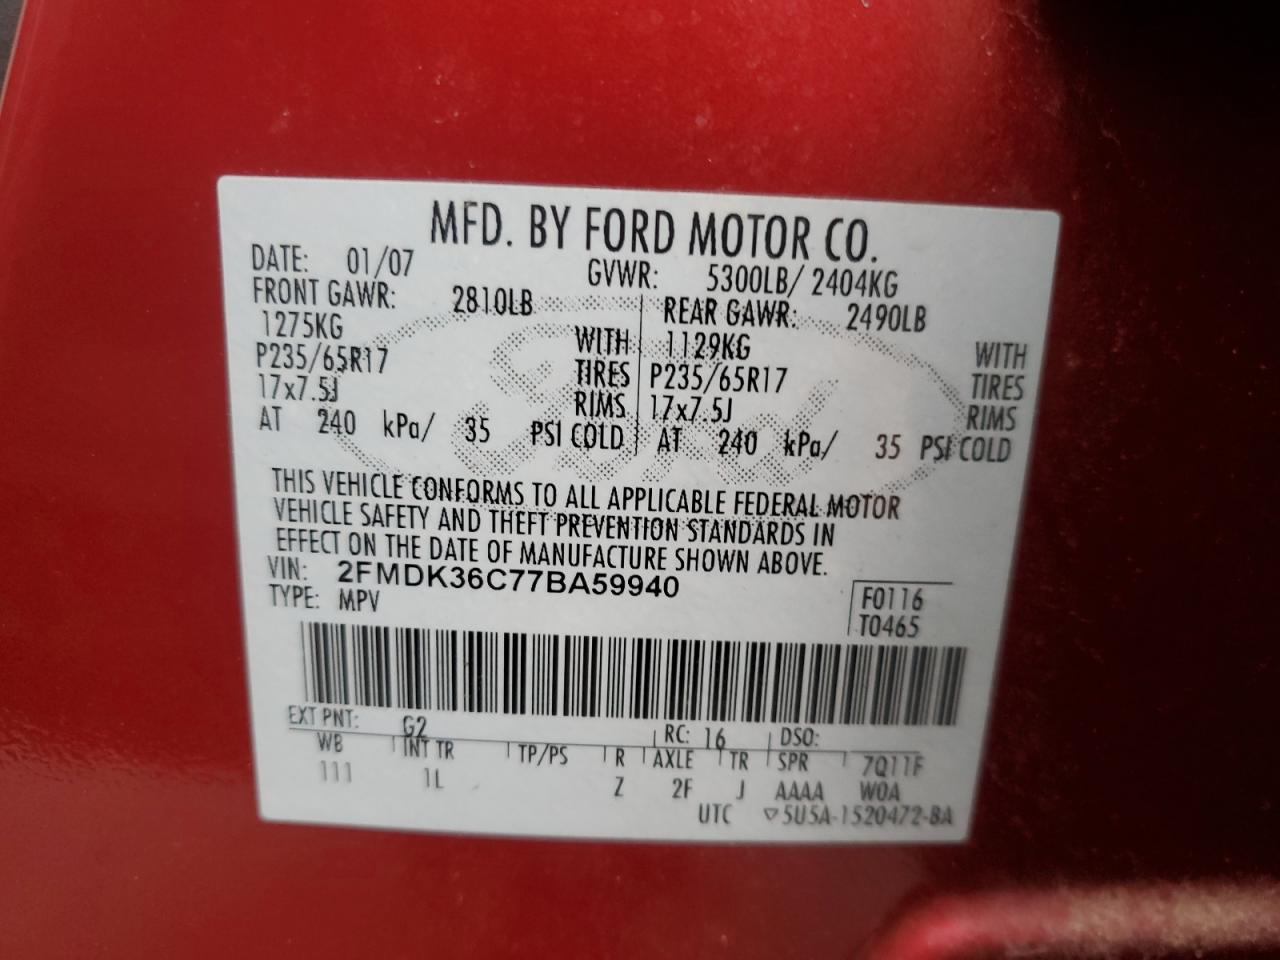 MFD. BY FORD MOTOR CO.
DATE: 01/07 GVWR: 5300LB/ 2404KG
FRONT GAWR: 2810LB REAR GAWR: 2490LB
1275KG WITH 1129KG WITH
P235/65R17 TIRES P235/65R17 TIRES
17x7.5J RIMS 17x7.5J RIMS
AT 240 kPa/ 35 PSI COLD AT 240 kPa/ 35 PSI COLD
THIS VEHICLE CONFORMS TO ALL APPLICABLE FEDERAL MOTOR
VEHICLE SAFETY AND THEFT PREVENTION STANDARDS IN
EFFECT ON THE DATE OF MANUFACTURE SHOWN ABOVE.
VIN: 2FMDK36C77BA59940
TYPE: MPV
F0116
T0465
EXT PNT: G2 RC: 16 DSO:
WB INT TR TP/PS R AXLE TR SPR 7Q11F
111 1L Z 2F J AAAA W0A
UTC ▽5U5A-1520472-BA